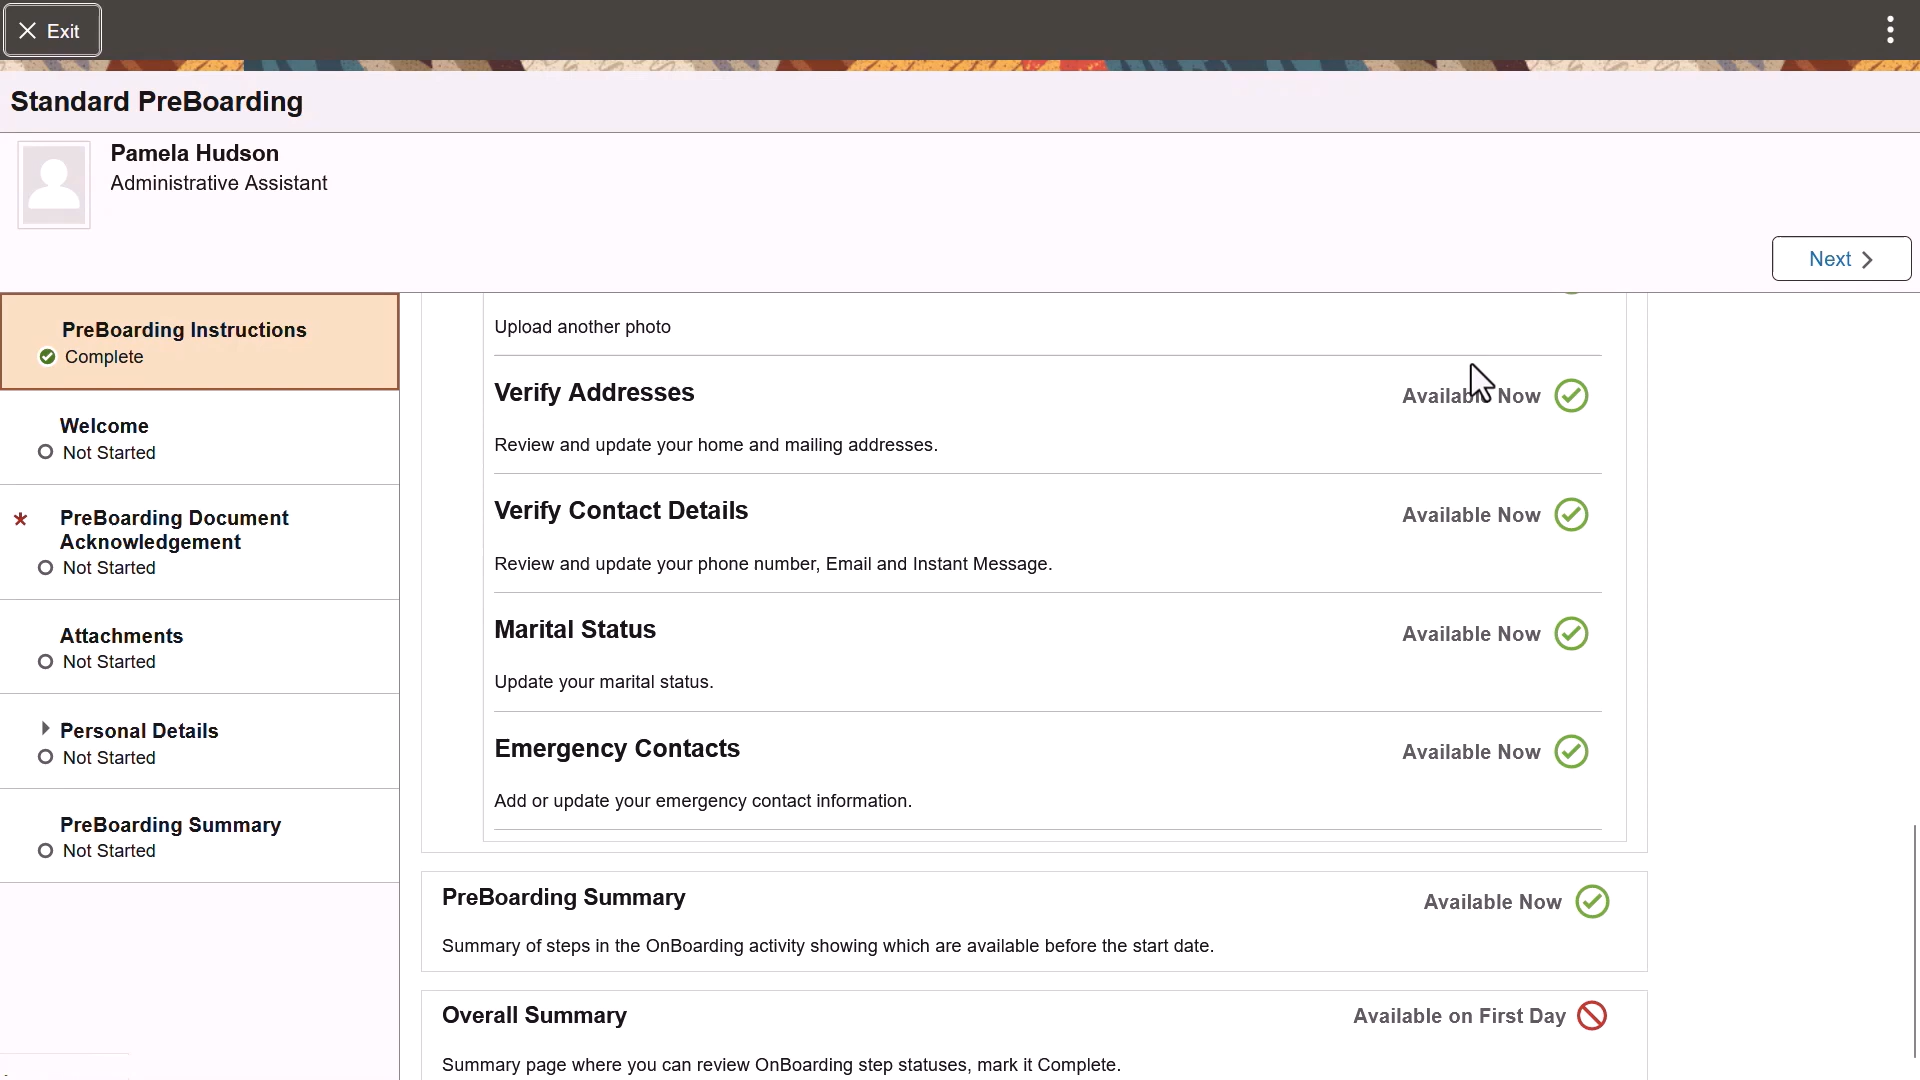 Exit
Standard PreBoarding
Pamela Hudson
Administrative Assistant
Next
PreBoarding Instructions
Complete
Welcome
Not Started
* PreBoarding Document
Acknowledgement
Not Started
Attachments
Not Started
Personal Details
Not Started
PreBoarding Summary
Not Started
Upload another photo
Verify Addresses
Available Now
Review and update your home and mailing addresses.
Verify Contact Details
Available Now
Review and update your phone number, Email and Instant Message.
Marital Status
Available Now
Update your marital status.
Emergency Contacts
Available Now
Add or update your emergency contact information.
PreBoarding Summary
Available Now
Summary of steps in the OnBoarding activity showing which are available before the start date.
Overall Summary
Available on First Day
Summary page where you can review OnBoarding step statuses, mark it Complete.